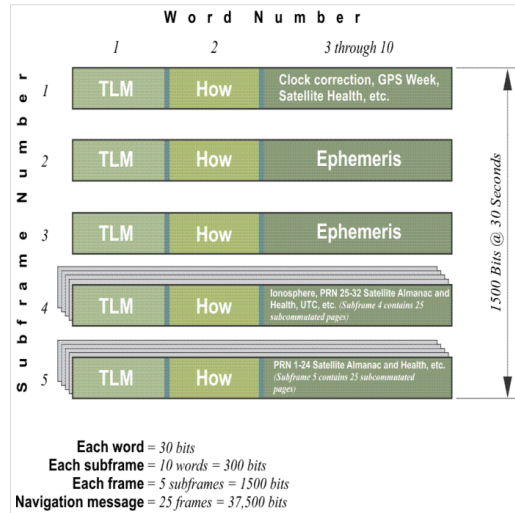 Word Number
1 2 3 through 10
Subframe Number
1500 Bits @ 30 Seconds
1 TLM How Clock correction, GPS Week,
Satellite Health, etc.
2 TLM How Ephemeris
3 TLM How Ephemeris
4 TLM How Ionosphere, PRN 25-32 Satellite Almanac and
Health, UTC, etc. (Subframe 4 contains 25
subcommutated pages)
5 TLM How PRN 1-24 Satellite Almanac and Health, etc.
(Subframe 5 contains 25 subcommutated
pages)
Each word = 30 bits
Each subframe = 10 words = 300 bits
Each frame = 5 subframes = 1500 bits
Navigation message = 25 frames = 37,500 bits